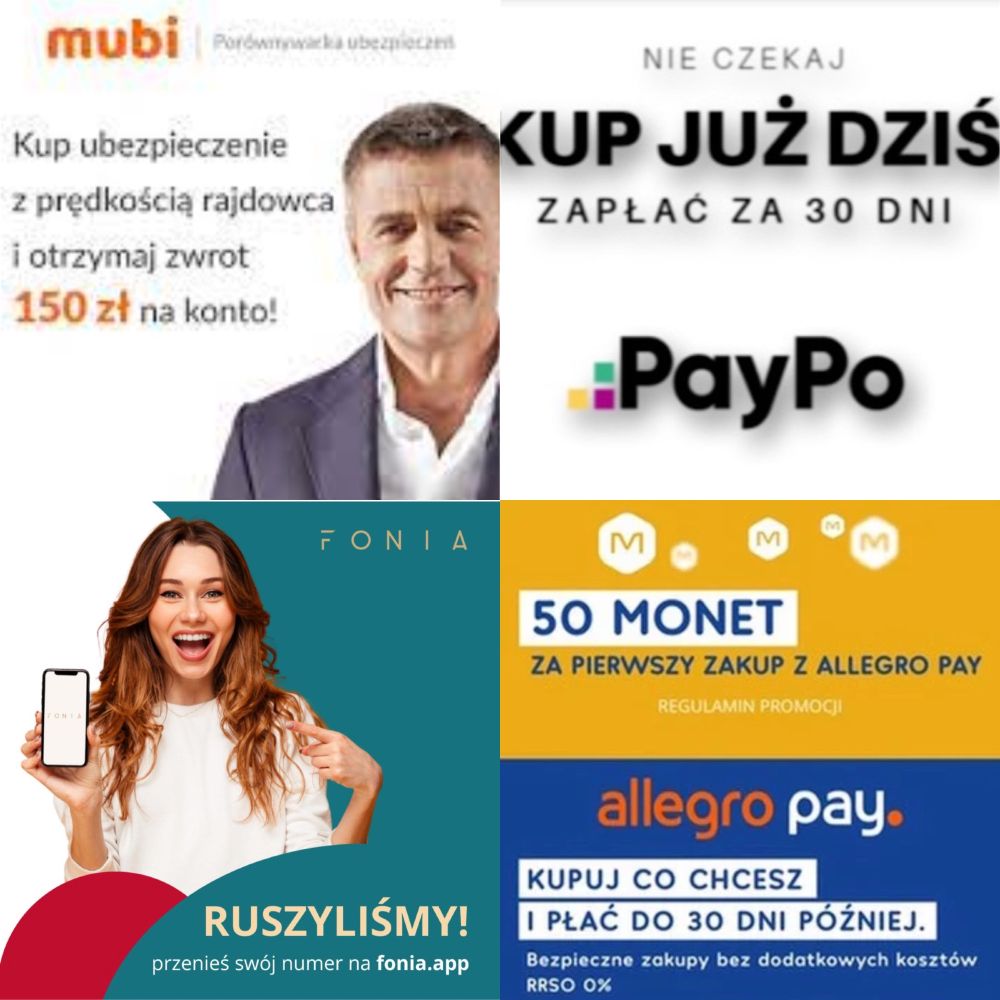 mubi | Porównywarka ubezpieczeń
Kup ubezpieczenie
z prędkością rajdowca
i otrzymaj zwrot
150 zł na konto!
NIE CZEKAJ
KUP JUŻ DZIŚ
ZAPŁAĆ ZA 30 DNI
PayPo
FONIA
FONIA
RUSZYLIŚMY!
przenieś swój numer na fonia.app
M
M
M
M
M
50 MONET
ZA PIERWSZY ZAKUP Z ALLEGRO PAY
REGULAMIN PROMOCJI
allegro pay.
KUPUJ CO CHCESZ
I PŁAĆ DO 30 DNI PÓŹNIEJ.
Bezpieczne zakupy bez dodatkowych kosztów
RRSO 0%